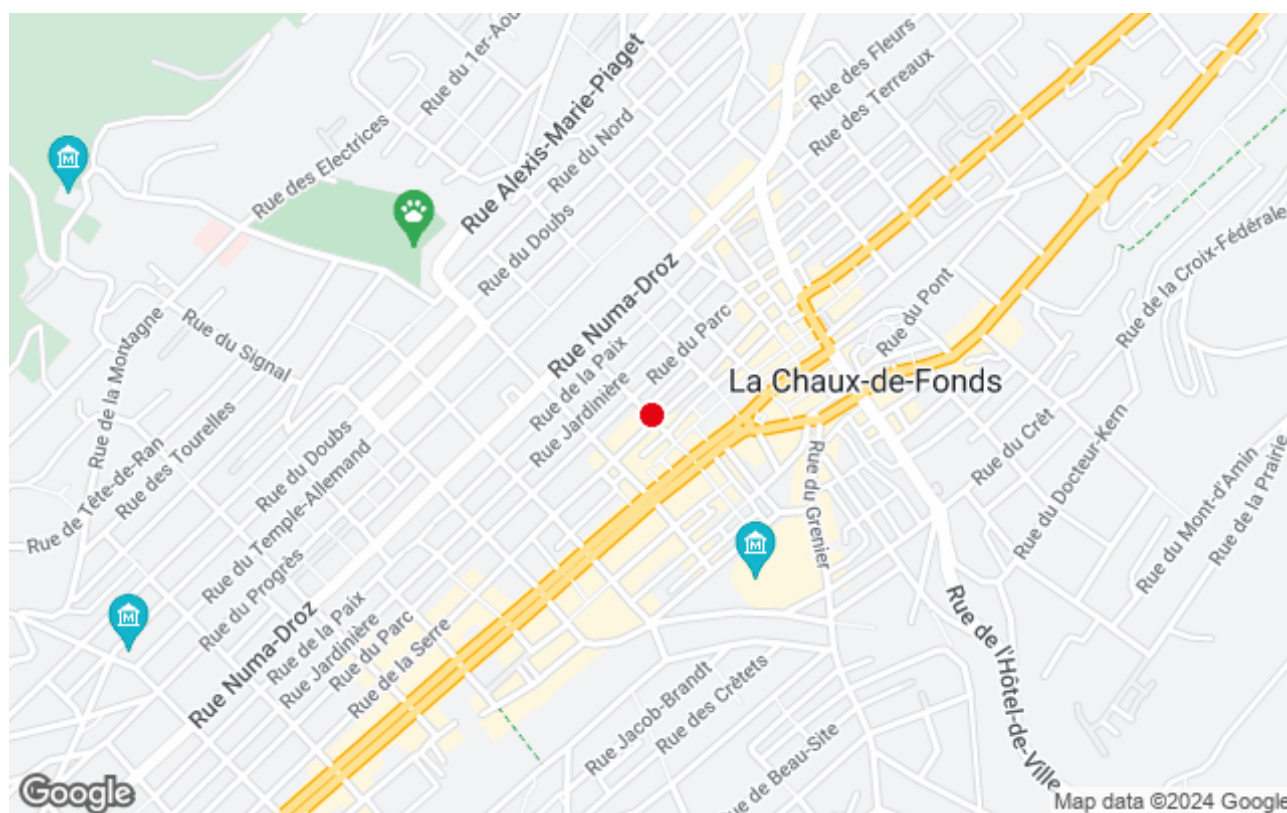 Rue du 1er-Aoû
Rue Alexis-Marie-Piaget
Rue des Fleurs
Rue des Terreaux
Rue du Nord
Rue des Electrices
Rue du Doubs
Rue de la Croix-Fédérale
Rue du Pont
Rue Numa-Droz
Rue du Parc
Rue de la Paix
Rue Jardinière
Rue du Signal
Rue de la Montagne
La Chaux-de-Fonds
Rue du Crêt
Rue du Docteur-Kern
Rue des Tourelles
Rue de Tête-de-Ran
Rue du Doubs
Rue du Temple-Allemand
Rue du Grenier
Rue du Mont-d'Amin
Rue de la Prairie
Rue du Progrès
Rue Numa-Droz
Rue de la Paix
Rue Jardinière
Rue du Parc
Rue de la Serre
Rue de l'Hôtel-de-Ville
Rue Jacob-Brandt
Rue des Crêtets
ue de Beau-Site
Google
Map data ©2024 Google